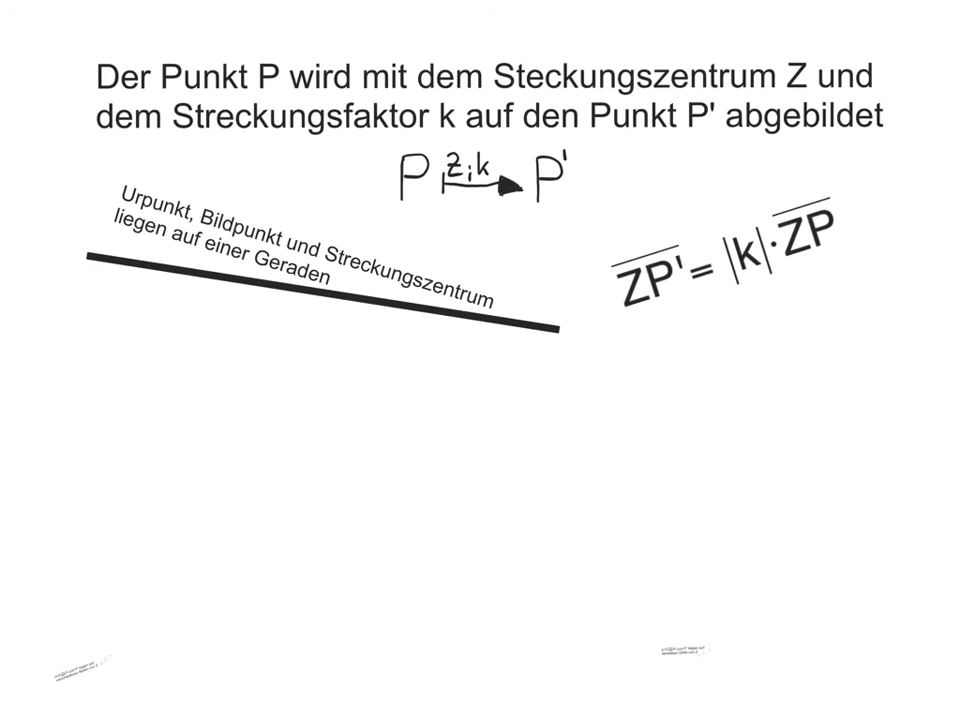 Der Punkt P wird mit dem Steckungszentrum Z und
dem Streckungsfaktor k auf den Punkt P' abgebildet
P Z;k P'
Urpunkt, Bildpunkt und Streckungszentrum
liegen auf einer Geraden
ZP' = |k|·ZP